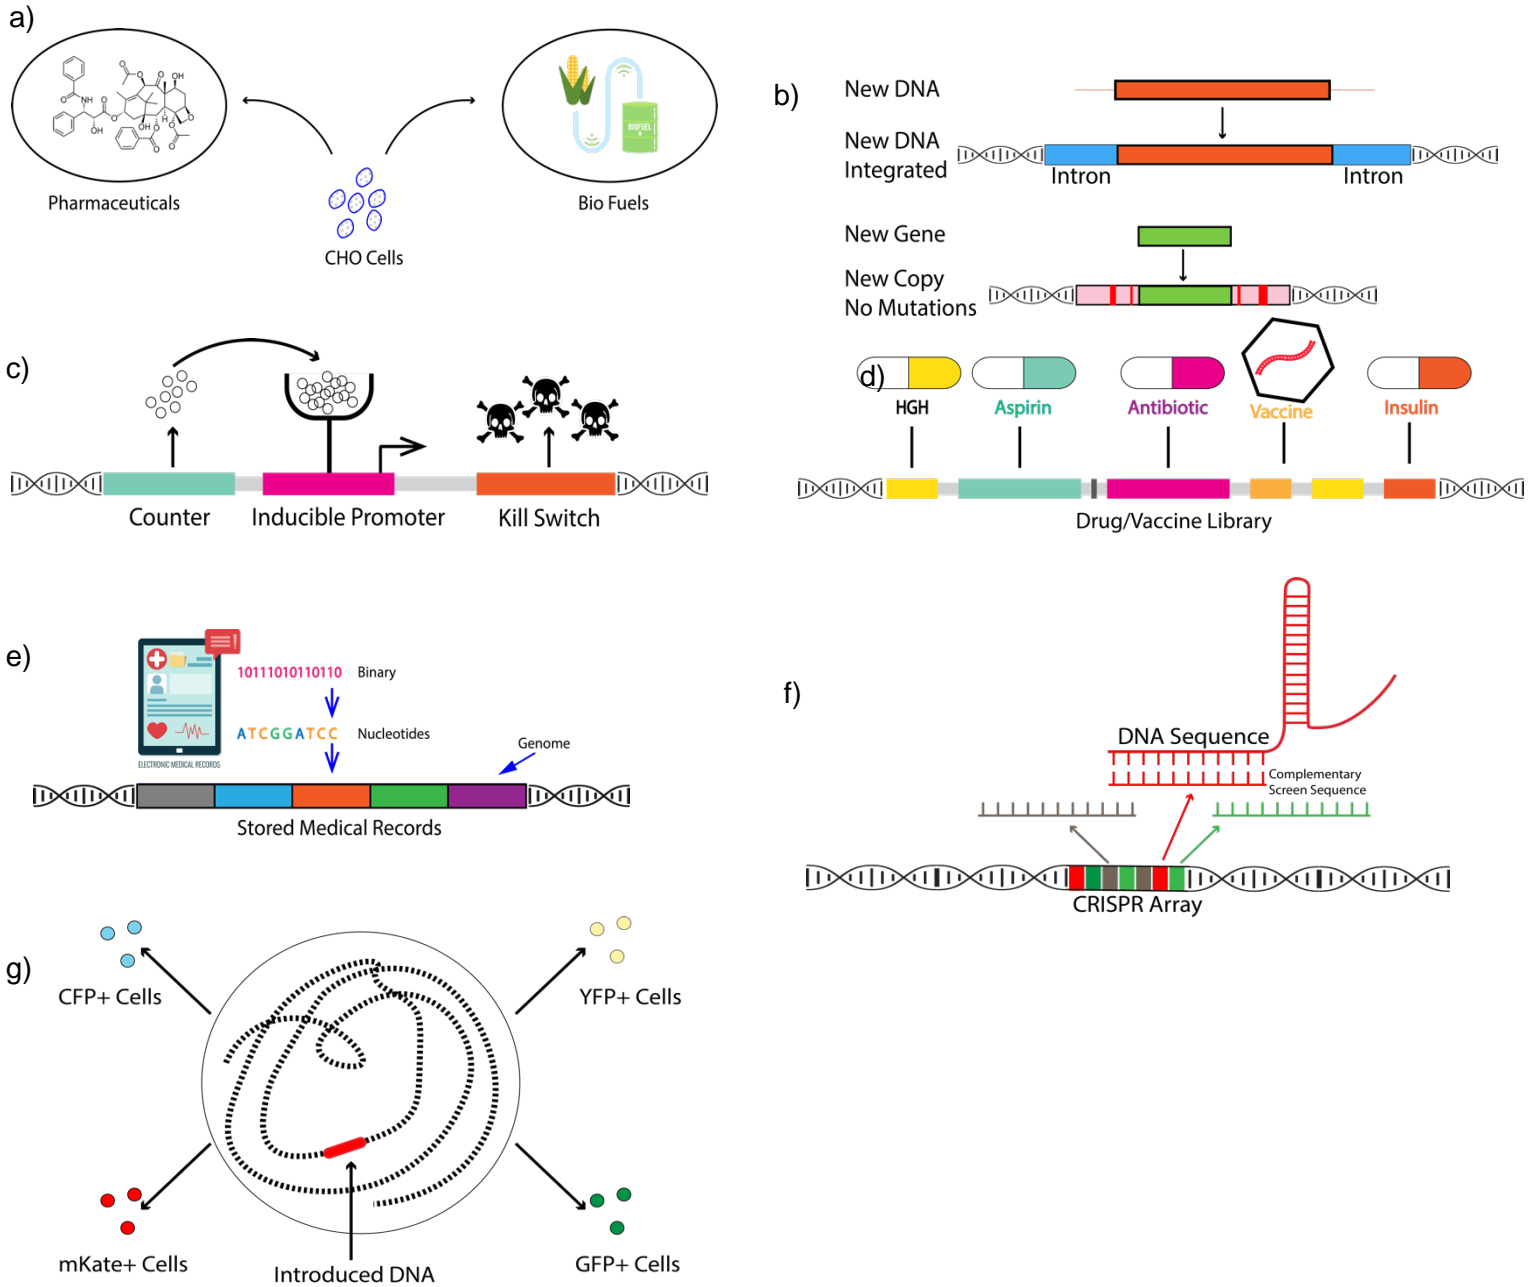 a)
BIOFUEL
Pharmaceuticals
Bio Fuels
CHO Cells
b)
New DNA
New DNA
Integrated
Intron
Intron
New Gene
New Copy
No Mutations
c)
Counter
Inducible Promoter
Kill Switch
d)
HGH
Aspirin
Antibiotic
Vaccine
Insulin
Drug/Vaccine Library
e)
10111010110110
Binary
ATCGGATCC
Nucleotides
ELECTRONIC MEDICAL RECORDS
Genome
Stored Medical Records
f)
DNA Sequence
Complementary
Screen Sequence
CRISPR Array
g)
CFP+ Cells
YFP+ Cells
mKate+ Cells
GFP+ Cells
Introduced DNA